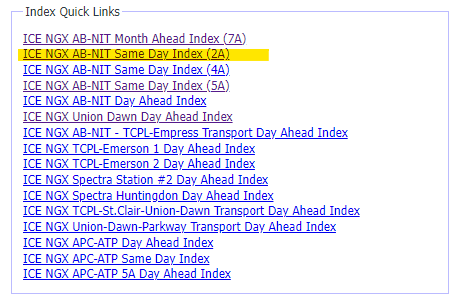 Index Quick Links
ICE NGX AB-NIT Month Ahead Index (7A)
ICE NGX AB-NIT Same Day Index (2A)
ICE NGX AB-NIT Same Day Index (4A)
ICE NGX AB-NIT Same Day Index (5A)
ICE NGX AB-NIT Day Ahead Index
ICE NGX Union Dawn Day Ahead Index
ICE NGX AB-NIT - TCPL-Empress Transport Day Ahead Index
ICE NGX TCPL-Emerson 1 Day Ahead Index
ICE NGX TCPL-Emerson 2 Day Ahead Index
ICE NGX Spectra Station #2 Day Ahead Index
ICE NGX Spectra Huntingdon Day Ahead Index
ICE NGX TCPL-St.Clair-Union-Dawn Transport Day Ahead Index
ICE NGX Union-Dawn-Parkway Transport Day Ahead Index
ICE NGX APC-ATP Day Ahead Index
ICE NGX APC-ATP Same Day Index
ICE NGX APC-ATP 5A Day Ahead Index